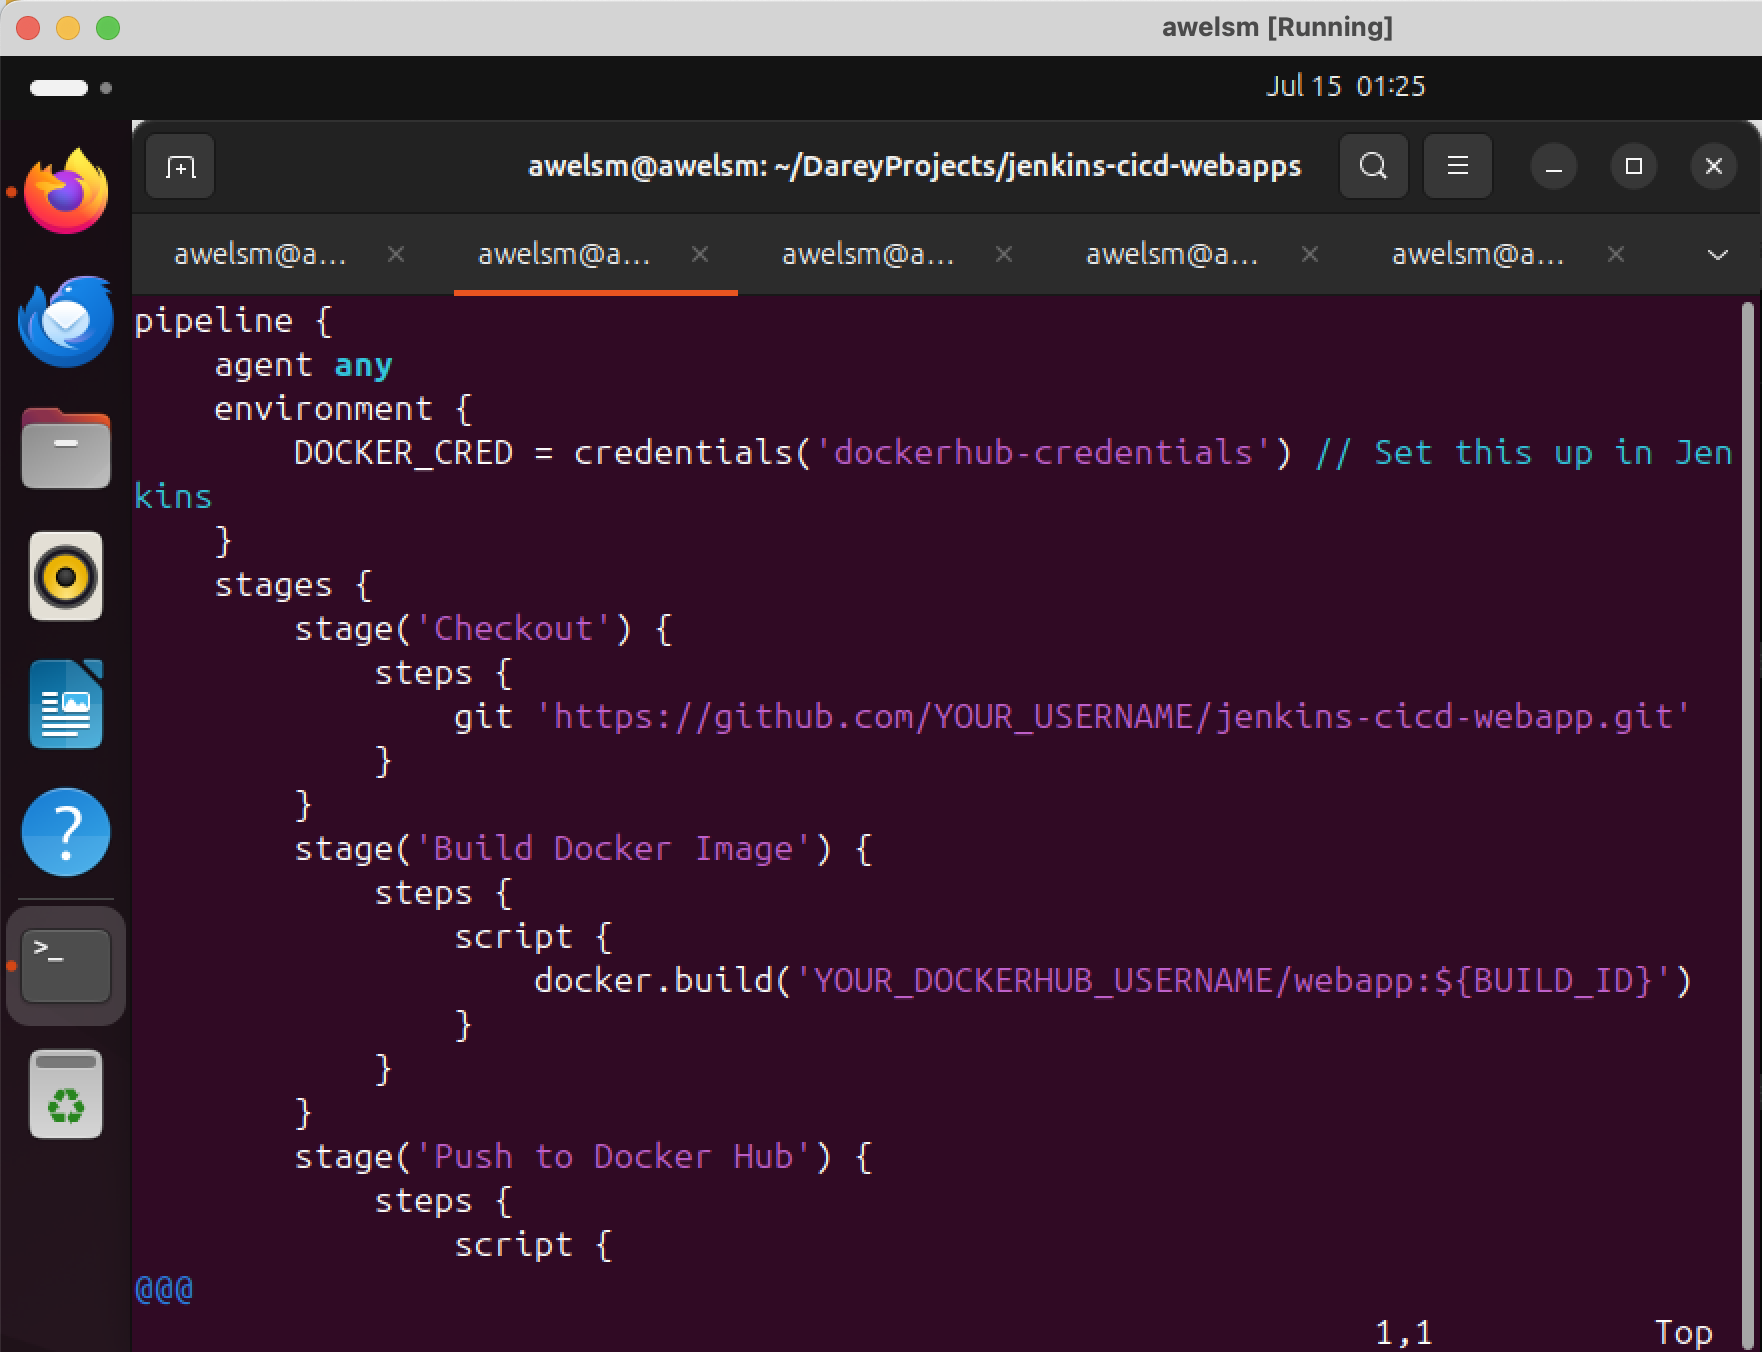 awelsm [Running]
Jul 15 01:25
awelsm@awelsm: ~/DareyProjects/jenkins-cicd-webapps
awelsm@a... awelsm@a... awelsm@a... awelsm@a... awelsm@a...
pipeline {
    agent any
    environment {
        DOCKER_CRED = credentials('dockerhub-credentials') // Set this up in Jen
kins
    }
    stages {
        stage('Checkout') {
            steps {
                git 'https://github.com/YOUR_USERNAME/jenkins-cicd-webapp.git'
            }
        }
        stage('Build Docker Image') {
            steps {
                script {
                    docker.build('YOUR_DOCKERHUB_USERNAME/webapp:${BUILD_ID}')
                }
            }
        }
        stage('Push to Docker Hub') {
            steps {
                script {
@@@
1,1 Top